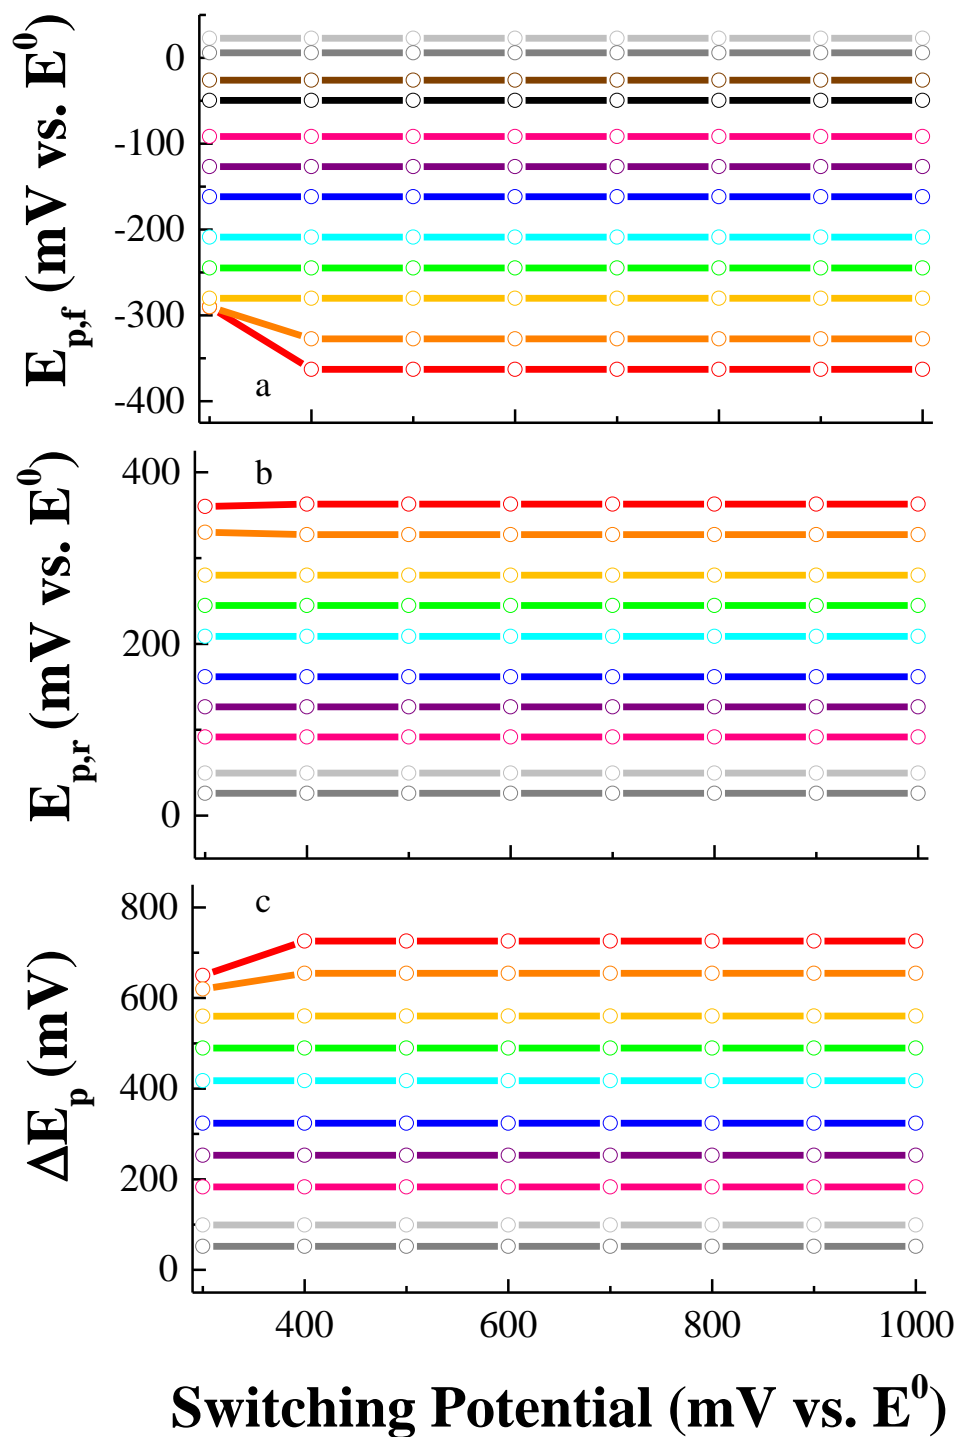 E_p,f (mV vs. E^0)
0
-100
-200
-300
-400
a
E_p,r (mV vs. E^0)
400
200
0
b
ΔE_p (mV)
800
600
400
200
0
c
400 600 800 1000
Switching Potential (mV vs. E^0)